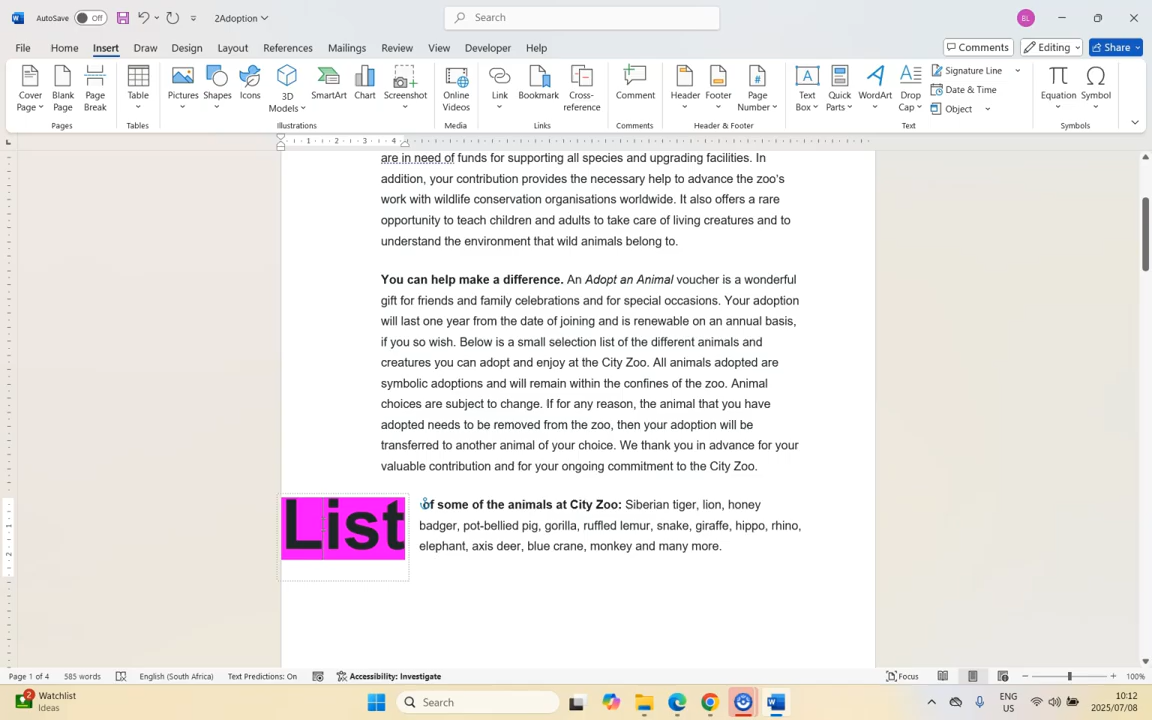 AutoSave Off 2Adoption Search BL
File Home Insert Draw Design Layout References Mailings Review View Developer Help Comments Editing Share
Cover Page Blank Page Page Break Table Pictures Shapes Icons 3D Models SmartArt Chart Screenshot Online Videos Link Bookmark Cross-reference Comment Header Footer Page Number Text Box Quick Parts WordArt Drop Cap Signature Line Date & Time Object Equation Symbol
Pages Tables Illustrations Media Links Comments Header & Footer Text Symbols
1 2 3 4
are in need of funds for supporting all species and upgrading facilities. In
addition, your contribution provides the necessary help to advance the zoo's
work with wildlife conservation organisations worldwide. It also offers a rare
opportunity to teach children and adults to take care of living creatures and to
understand the environment that wild animals belong to.
You can help make a difference. An Adopt an Animal voucher is a wonderful
gift for friends and family celebrations and for special occasions. Your adoption
will last one year from the date of joining and is renewable on an annual basis,
if you so wish. Below is a small selection list of the different animals and
creatures you can adopt and enjoy at the City Zoo. All animals adopted are
symbolic adoptions and will remain within the confines of the zoo. Animal
choices are subject to change. If for any reason, the animal that you have
adopted needs to be removed from the zoo, then your adoption will be
transferred to another animal of your choice. We thank you in advance for your
valuable contribution and for your ongoing commitment to the City Zoo.
List of some of the animals at City Zoo: Siberian tiger, lion, honey
badger, pot-bellied pig, gorilla, ruffled lemur, snake, giraffe, hippo, rhino,
elephant, axis deer, blue crane, monkey and many more.
1
2
Page 1 of 4 585 words English (South Africa) Text Predictions: On Accessibility: Investigate Focus 100%
2 Watchlist Ideas Search ENG US 10:12 2025/07/08